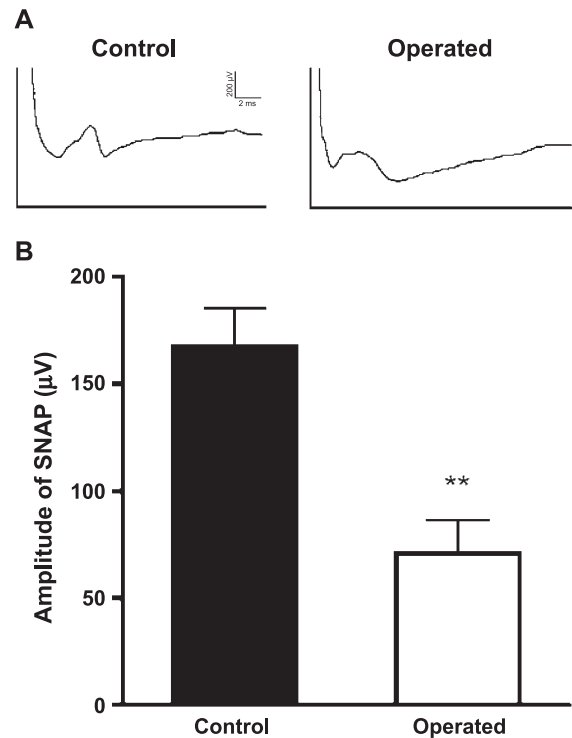 A
Control Operated
200 µV
2 ms
B
Amplitude of SNAP (µV)
200
150
100
50
0
**
Control Operated